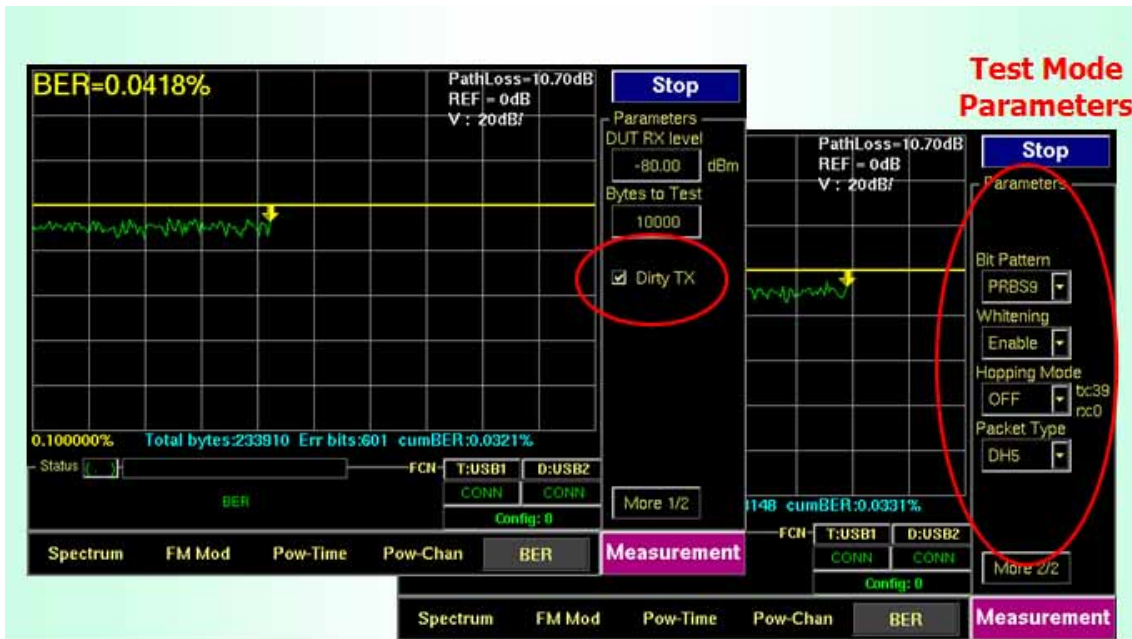 Test Mode
Parameters
BER=0.0418%
PathLoss=10.70dB
REF = 0dB
V : 20dB/
Stop
Parameters
DUT RX level
-80.00 dBm
Bytes to Test
10000
Dirty TX
0.100000% Total bytes:233910 Err bits:601 cumBER:0.0321%
Status
BER
FCN T:USB1 D:USB2
CONN CONN
Config: 0
More 1/2
Spectrum FM Mod Pow-Time Pow-Chan BER Measurement
PathLoss=10.70dB
REF = 0dB
V : 20dB/
Stop
Parameters
Bit Pattern
PRBS9
Whitening
Enable
Hopping Mode
OFF tx:39
rx:0
Packet Type
DH5
1148 cumBER:0.0331%
FCN T:USB1 D:USB2
CONN CONN
Config: 0
More 2/2
Spectrum FM Mod Pow-Time Pow-Chan BER Measurement